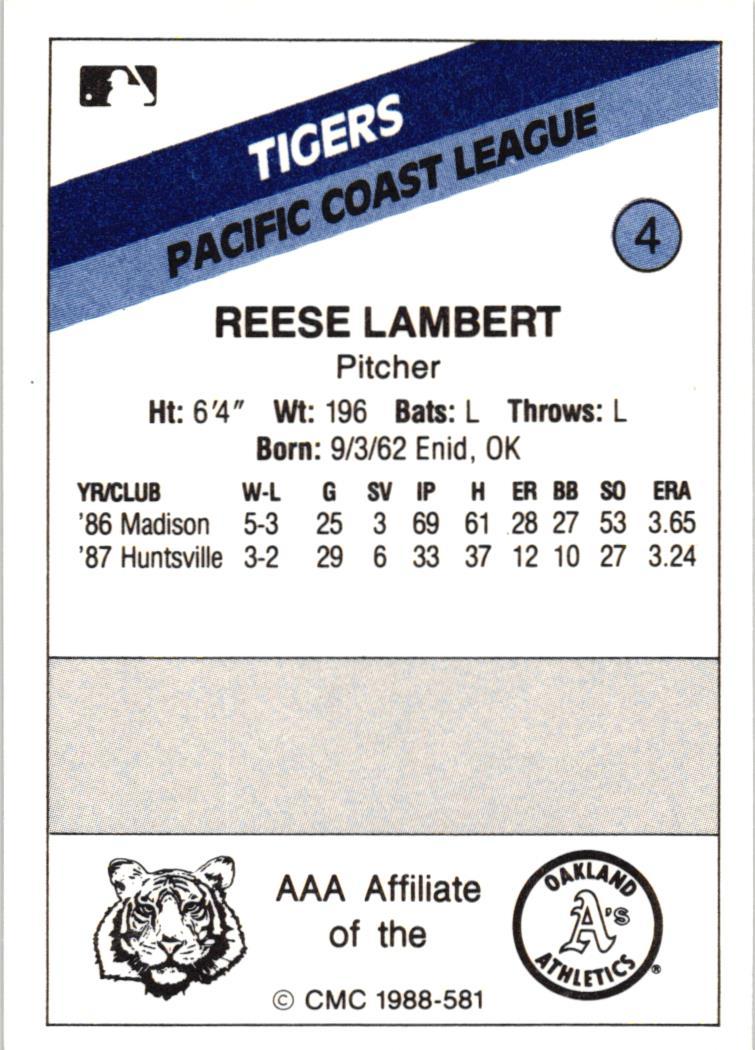 TIGERS
PACIFIC COAST LEAGUE
4
REESE LAMBERT
Pitcher
Ht: 6'4" Wt: 196 Bats: L Throws: L
Born: 9/3/62 Enid, OK
YR/CLUB W-L G SV IP H ER BB SO ERA
'86 Madison 5-3 25 3 69 61 28 27 53 3.65
'87 Huntsville 3-2 29 6 33 37 12 10 27 3.24
AAA Affiliate
of the
OAKLAND
A's
ATHLETICS
®
© CMC 1988-581